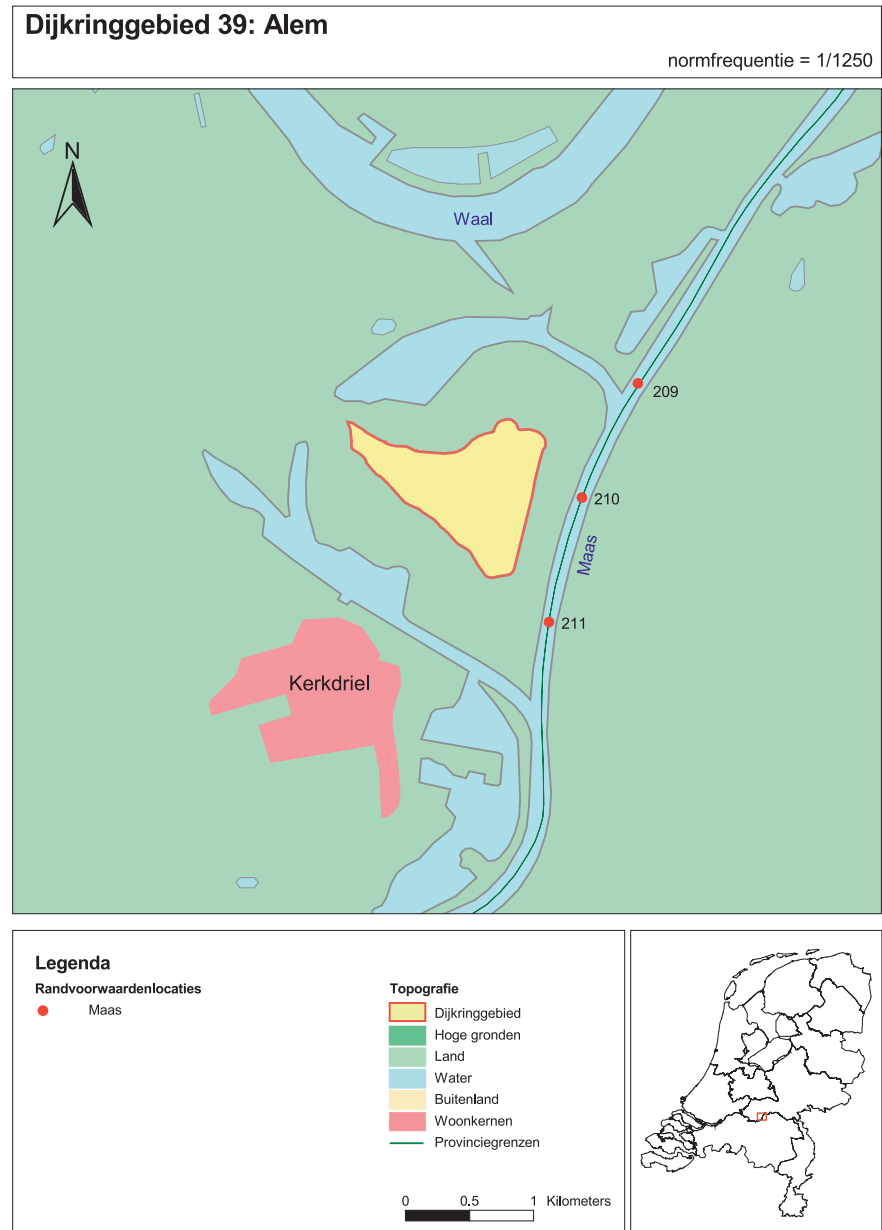 Dijkringgebied 39: Alem
normfrequentie = 1/1250
N
Waal
209
210
Maas
211
Kerkdriel
Legenda
Randvoorwaardenlocaties
Maas
Topografie
Dijkringgebied
Hoge gronden
Land
Water
Buitenland
Woonkernen
Provinciegrenzen
0 0.5 1 Kilometers